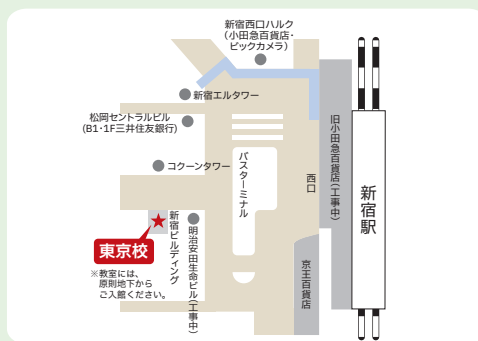 新宿西口ハルク
(小田急百貨店・
ビックカメラ)
新宿エルタワー
松岡セントラルビル
(B1・1F三井住友銀行)
コクーンタワー
バスターミナル
西口
旧小田急百貨店(工事中)
新宿駅
東京校
新宿ビルディング
明治安田生命ビル(工事中)
京王百貨店
※教室には、
原則地下から
ご入館ください。